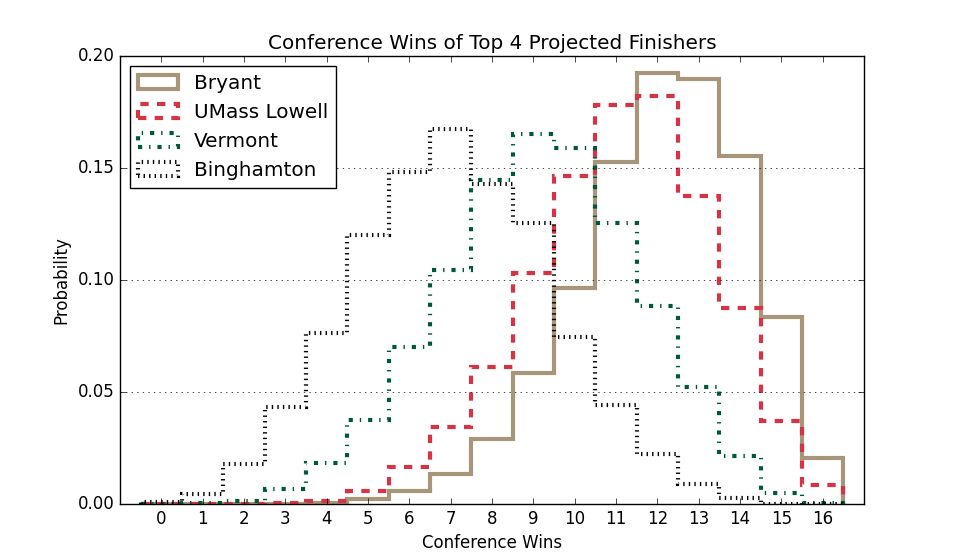 Conference Wins of Top 4 Projected Finishers
Bryant
UMass Lowell
Vermont
Binghamton
Probability
0.20
0.15
0.10
0.05
0.00
0 1 2 3 4 5 6 7 8 9 10 11 12 13 14 15 16
Conference Wins